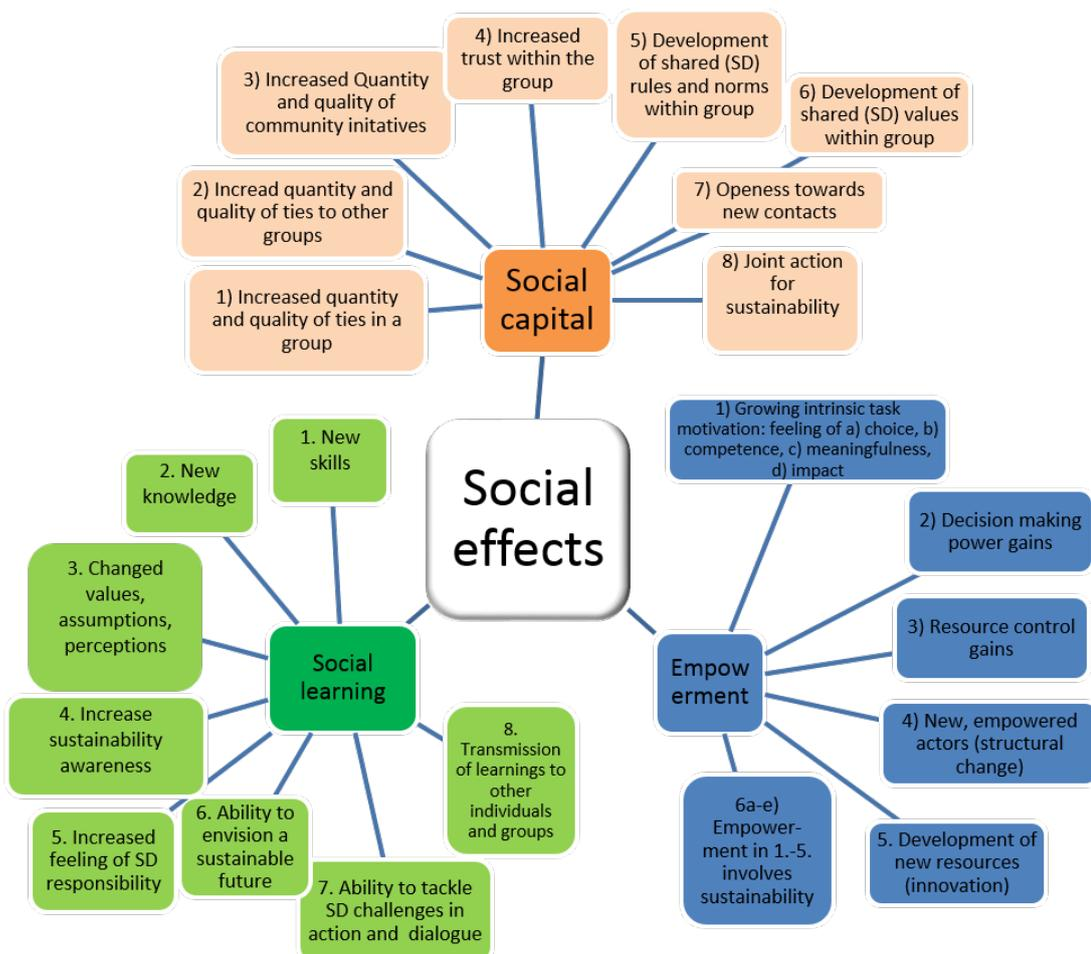 4) Increased
trust within the
group
5) Development
of shared (SD)
rules and norms
within group
3) Increased Quantity
and quality of
community initatives
6) Development of
shared (SD) values
within group
2) Incread quantity and
quality of ties to other
groups
7) Openess towards
new contacts
1) Increased quantity
and quality of ties in a
group
Social
capital
8) Joint action
for
sustainability
Social
effects
1. New
skills
2. New
knowledge
3. Changed
values,
assumptions,
perceptions
4. Increase
sustainability
awareness
5. Increased
feeling of SD
responsibility
6. Ability to
envision a
sustainable
future
7. Ability to tackle
SD challenges in
action and dialogue
8.
Transmission
of learnings to
other
individuals
and groups
Social
learning
1) Growing intrinsic task
motivation: feeling of a) choice, b)
competence, c) meaningfulness,
d) impact
2) Decision making
power gains
3) Resource control
gains
Empow
erment
4) New, empowered
actors (structural
change)
5. Development of
new resources
(innovation)
6a-e)
Empower-
ment in 1.-5.
involves
sustainability